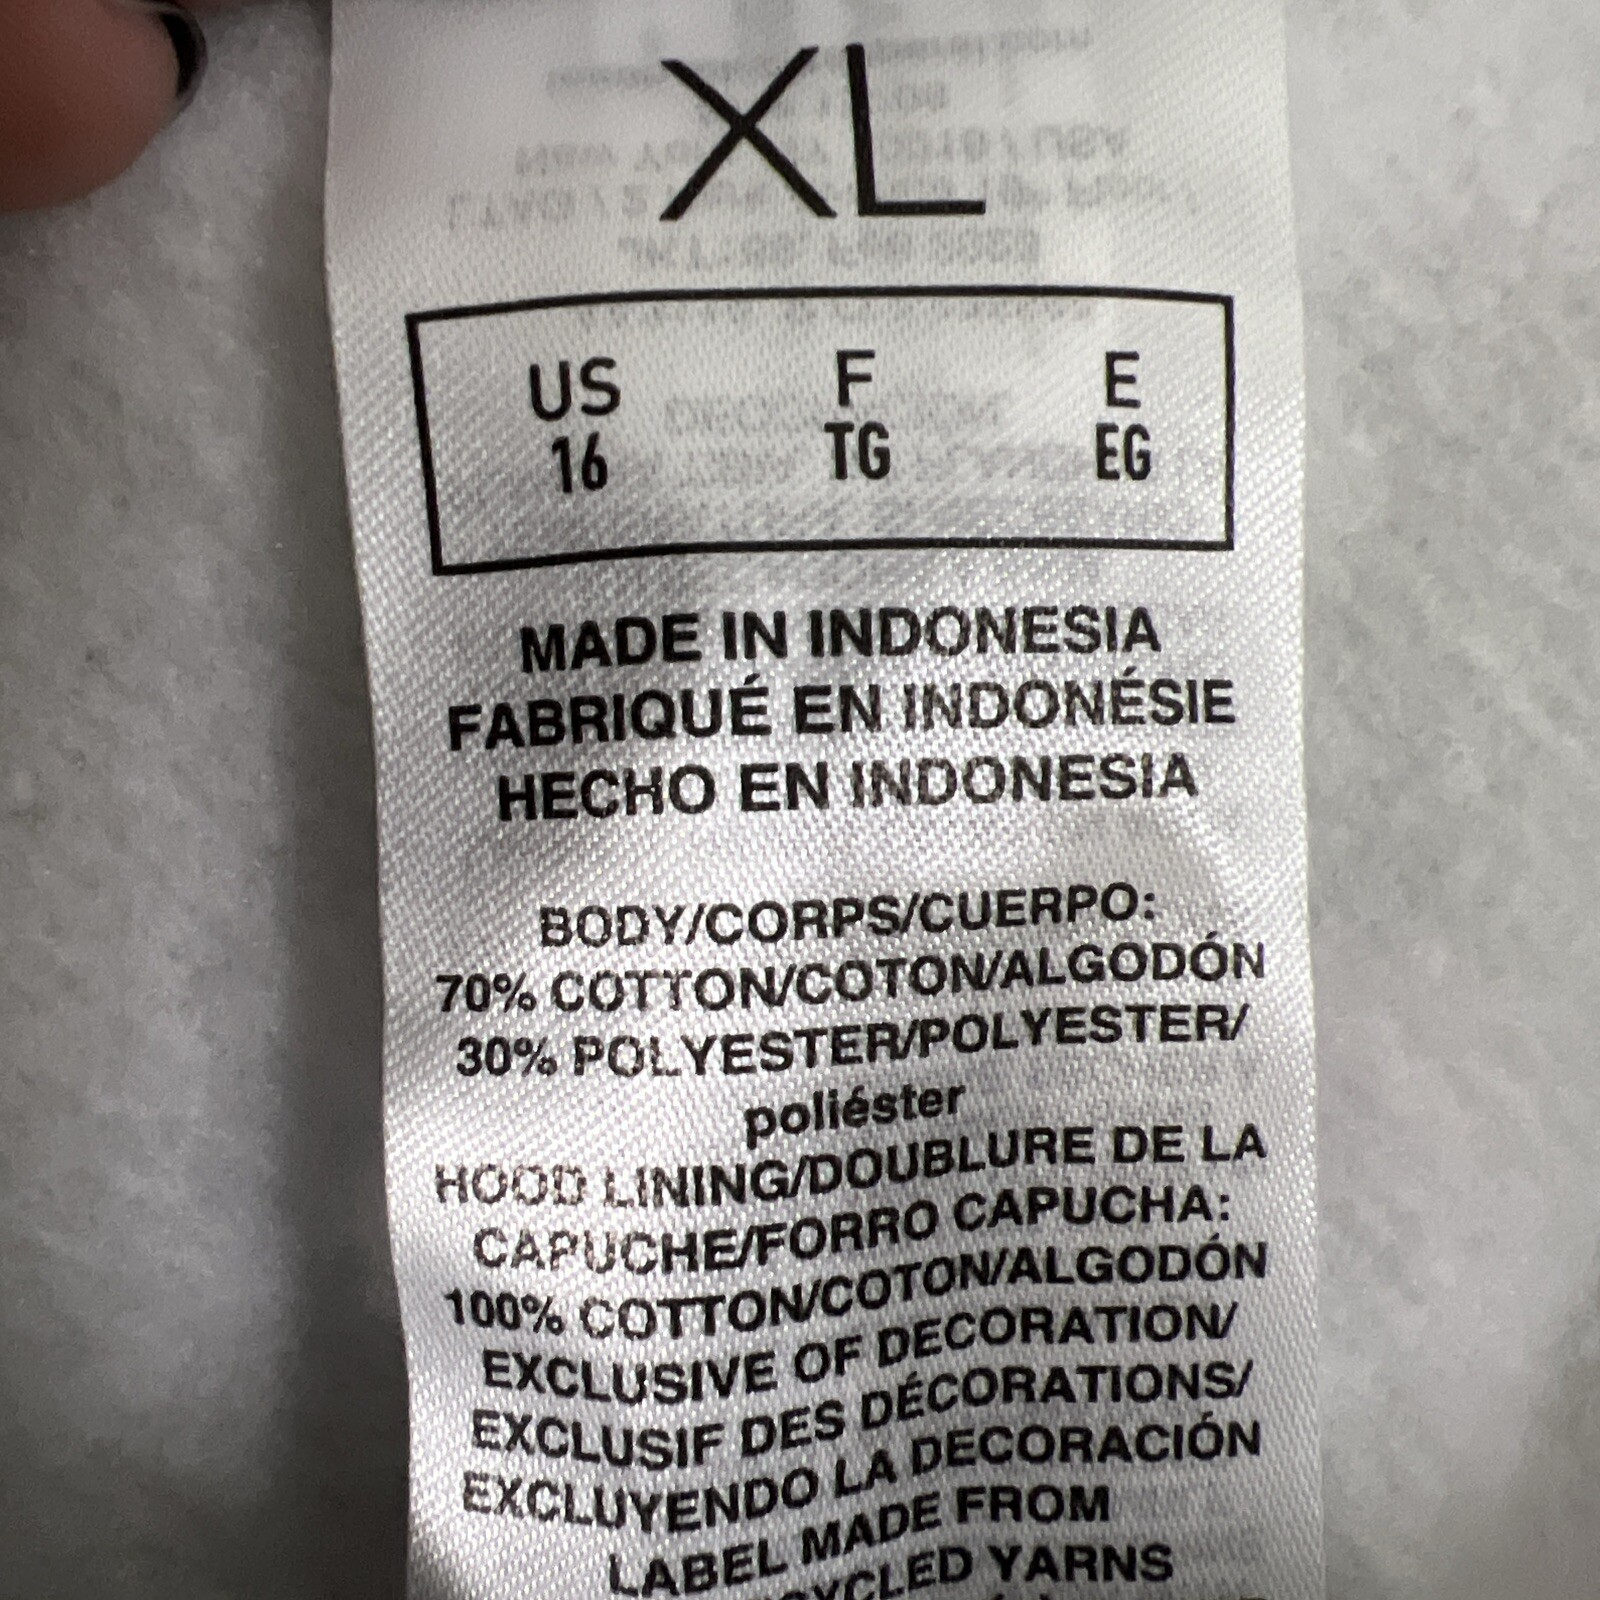 XL
US F E
16 TG EG
MADE IN INDONESIA
FABRIQUÉ EN INDONÉSIE
HECHO EN INDONESIA
BODY/CORPS/CUERPO:
70% COTTON/COTON/ALGODÓN
30% POLYESTER/POLYESTER/
poliéster
HOOD LINING/DOUBLURE DE LA
CAPUCHE/FORRO CAPUCHA:
100% COTTON/COTON/ALGODÓN
EXCLUSIVE OF DECORATION/
EXCLUSIF DES DÉCORATIONS/
EXCLUYENDO LA DECORACIÓN
LABEL MADE FROM
YARNS